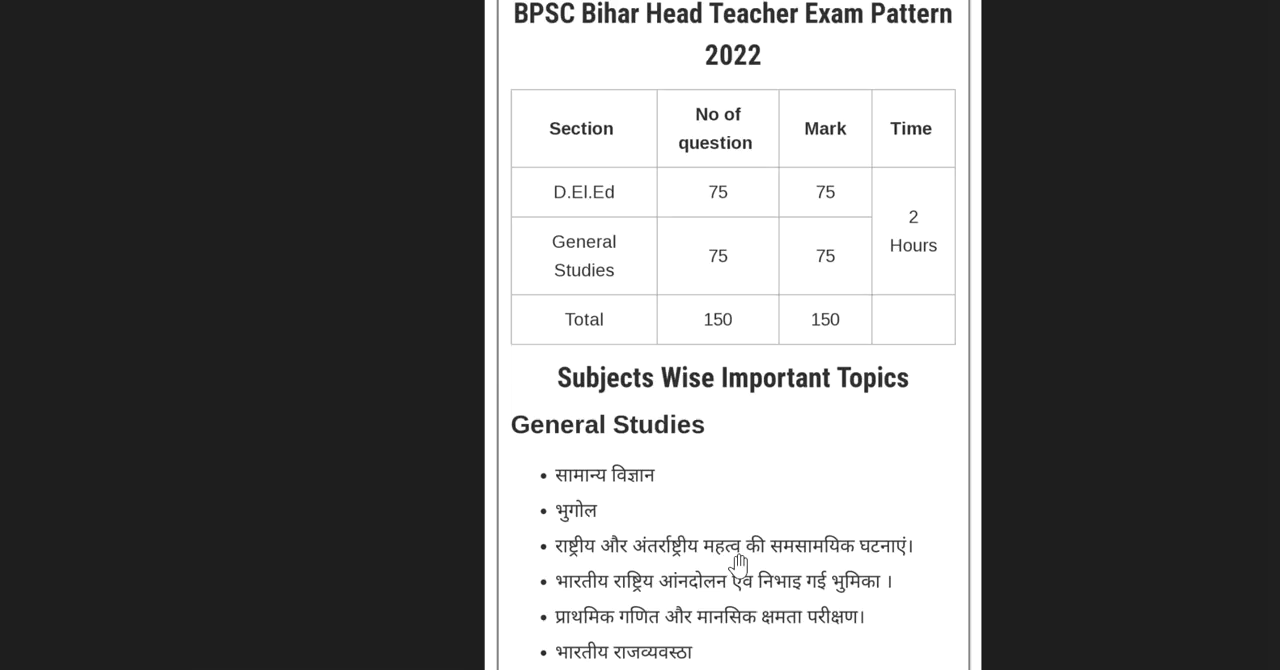 BPSC Bihar Head Teacher Exam Pattern
2022
Section No of question Mark Time
D.El.Ed 75 75 2 Hours
General Studies 75 75
Total 150 150
Subjects Wise Important Topics
General Studies
• सामान्य विज्ञान
• भुगोल
• राष्ट्रीय और अंतर्राष्ट्रीय महत्व की समसामयिक घटनाएं।
• भारतीय राष्ट्रिय आंनदोलन एवं निभाइ गई भुमिका ।
• प्राथमिक गणित और मानसिक क्षमता परीक्षण।
• भारतीय राजव्यवस्ठा